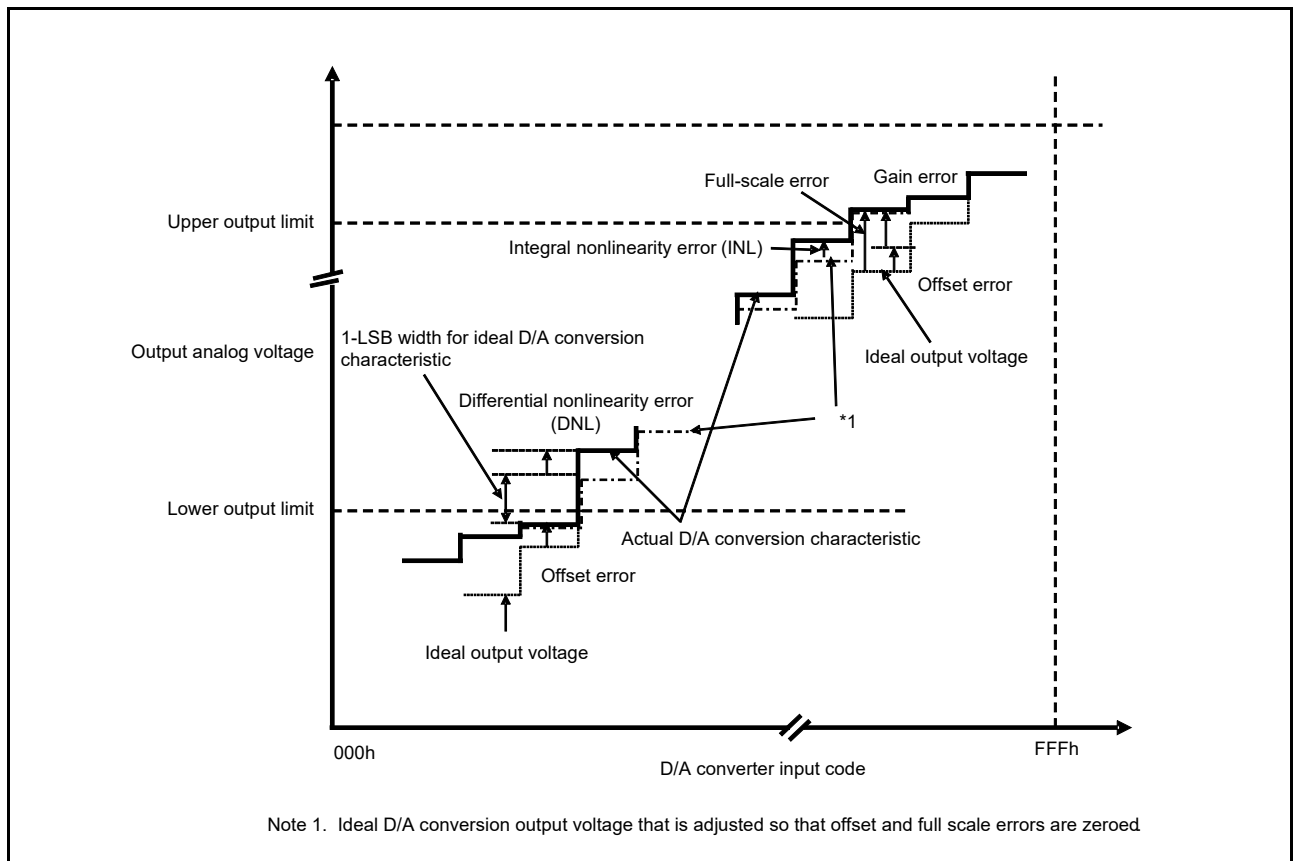 Full-scale error
Gain error
Upper output limit
Integral nonlinearity error (INL)
Offset error
1-LSB width for ideal D/A conversion
characteristic
Output analog voltage
Ideal output voltage
Differential nonlinearity error
(DNL)
*1
Lower output limit
Actual D/A conversion characteristic
Offset error
Ideal output voltage
000h
FFFh
D/A converter input code
Note 1. Ideal D/A conversion output voltage that is adjusted so that offset and full scale errors are zeroed.